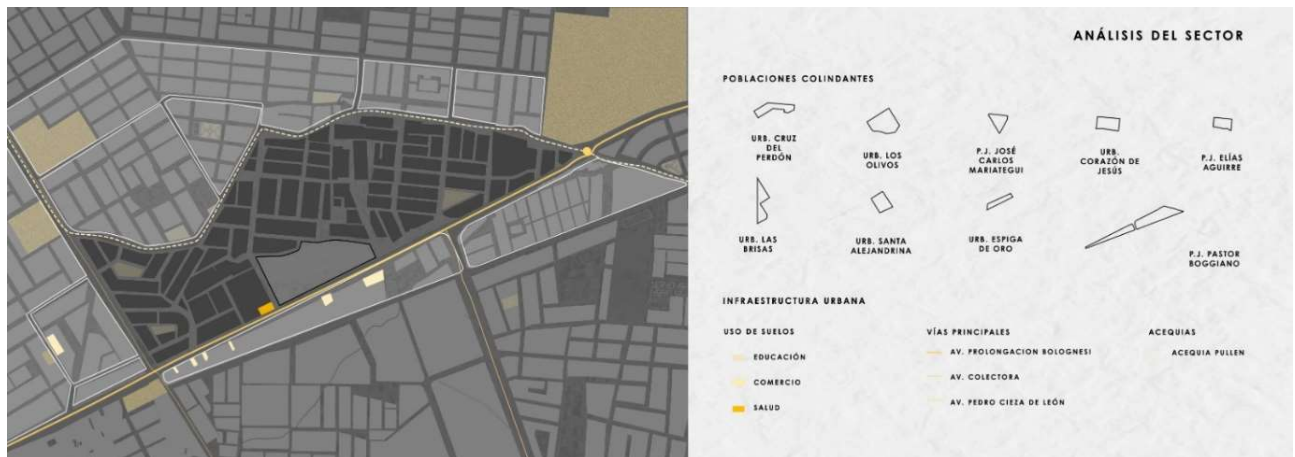 ANÁLISIS DEL SECTOR
POBLACIONES COLINDANTES
URB. CRUZ
DEL
PERDÓN
URB. LOS
OLIVOS
P.J. JOSÉ
CARLOS
MARIATEGUI
URB.
CORAZÓN DE
JESÚS
P.J. ELÍAS
AGUIRRE
URB. LAS
BRISAS
URB. SANTA
ALEJANDRINA
URB. ESPIGA
DE ORO
P.J. PASTOR
BOGGIANO
INFRAESTRUCTURA URBANA
USO DE SUELOS
EDUCACIÓN
COMERCIO
SALUD
VÍAS PRINCIPALES
AV. PROLONGACION BOLOGNESI
AV. COLECTORA
AV. PEDRO CIEZA DE LEÓN
ACEQUIAS
ACEQUIA PULLEN